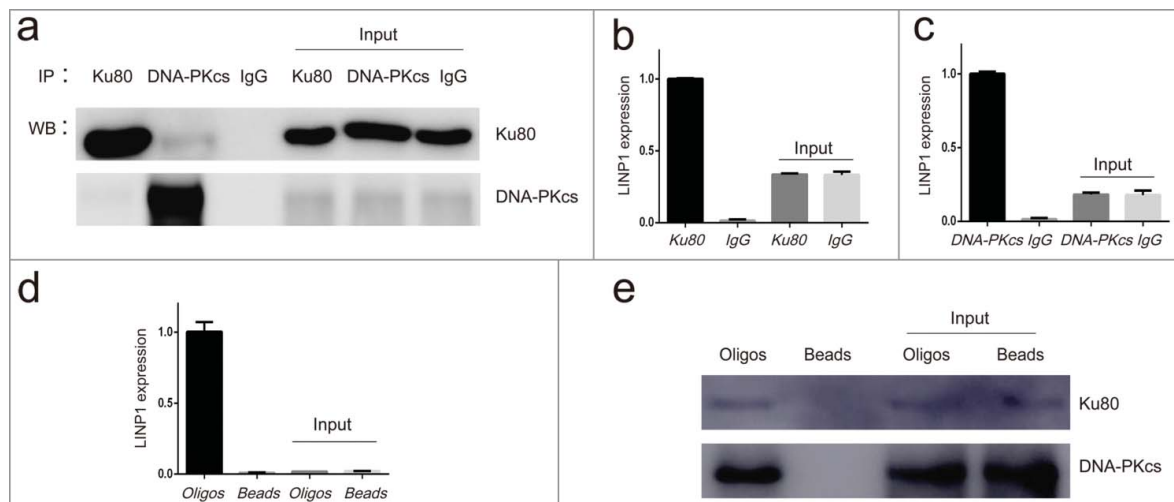 a
Input
IP : Ku80 DNA-PKcs IgG Ku80 DNA-PKcs IgG
WB : Ku80
DNA-PKcs
b
LINP1 expression
1.0
0.5
0.0
Input
Ku80 IgG Ku80 IgG
c
LINP1 expression
1.0
0.5
0.0
Input
DNA-PKcs IgG DNA-PKcs IgG
d
LINP1 expression
1.0
0.5
0.0
Input
Oligos Beads Oligos Beads
e
Input
Oligos Beads Oligos Beads
Ku80
DNA-PKcs